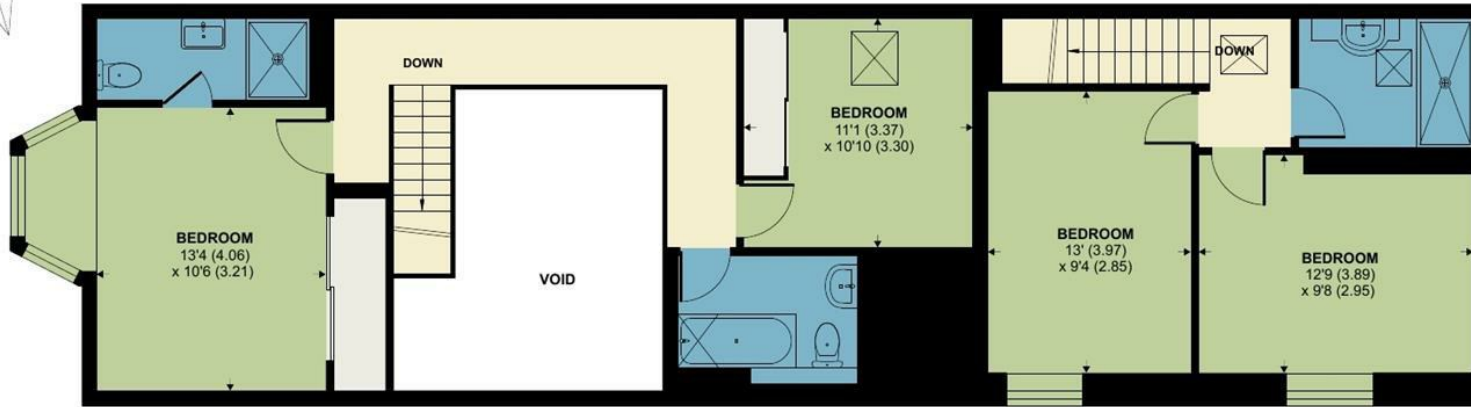 DOWN
BEDROOM
13'4 (4.06)
x 10'6 (3.21)
VOID
BEDROOM
11'1 (3.37)
x 10'10 (3.30)
DOWN
BEDROOM
13' (3.97)
x 9'4 (2.85)
BEDROOM
12'9 (3.89)
x 9'8 (2.95)